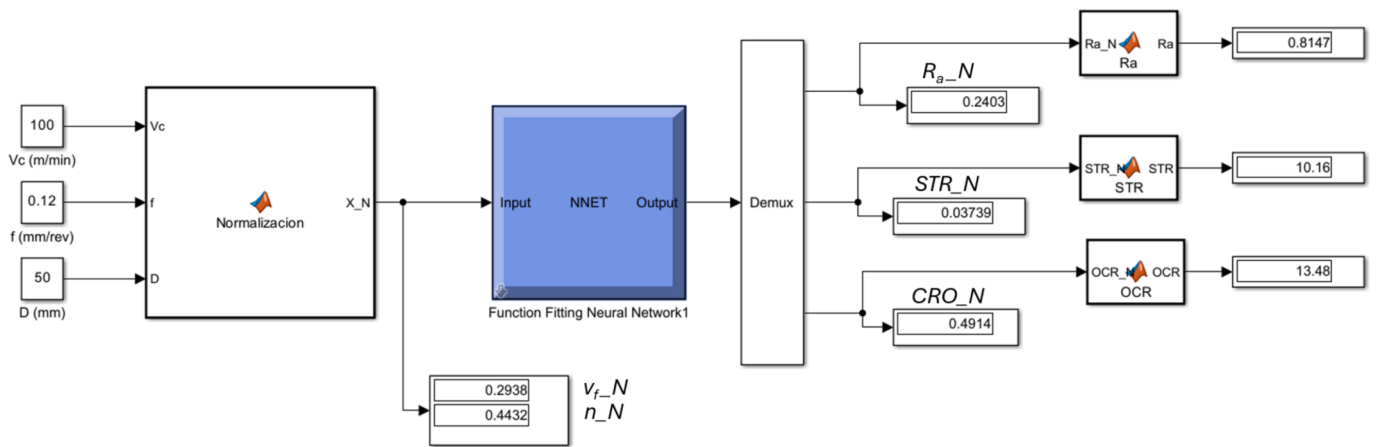 100
Vc (m/min)
0.12
f (mm/rev)
50
D (mm)
Vc
f
D
X_N
Normalizacion
0.2938
0.4432
v_f_N
n_N
Input
NNET
Output
Function Fitting Neural Network1
Demux
R_a_N
0.2403
STR_N
0.03739
CRO_N
0.4914
Ra_N
Ra
Ra
0.8147
STR_N
STR
STR
10.16
OCR_N
OCR
OCR
13.48